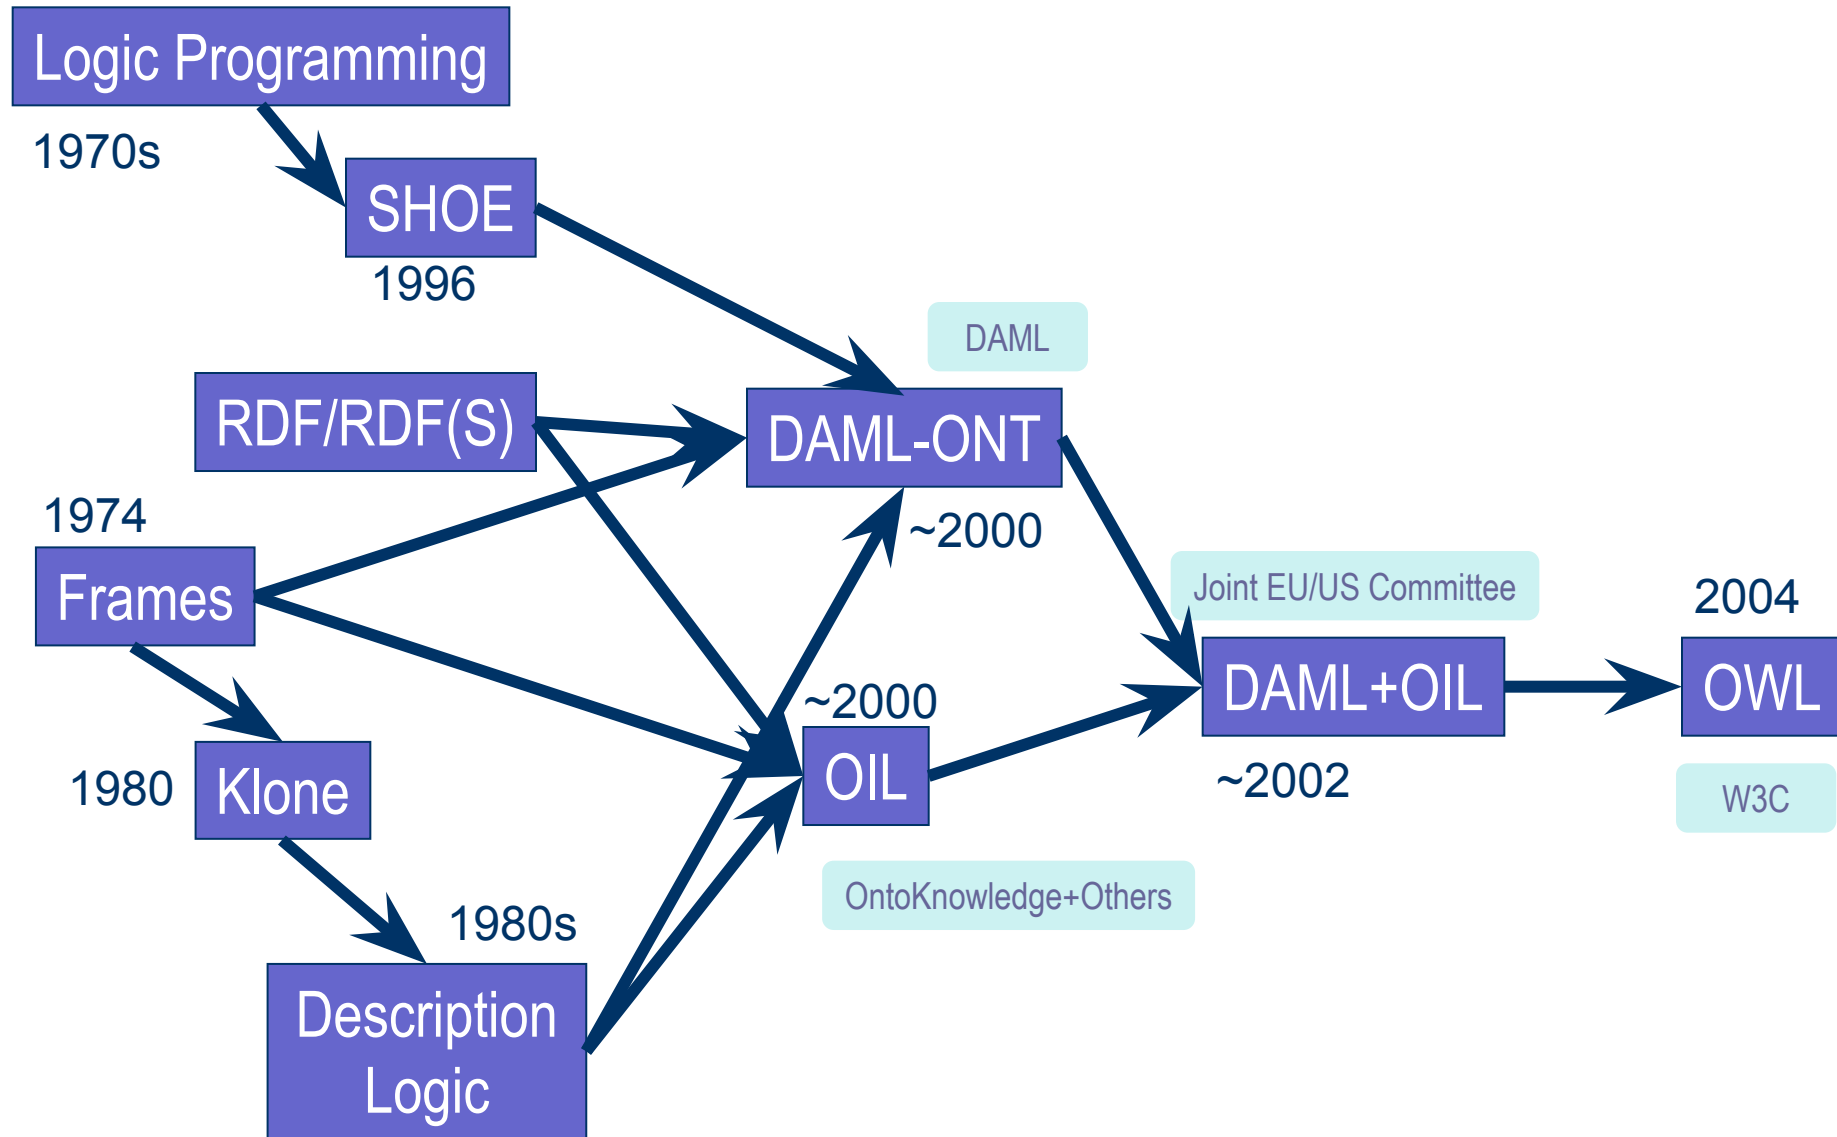 Logic Programming
1970s
SHOE
1996
DAML
RDF/RDF(S)
DAML-ONT
1974
~2000
Frames
Joint EU/US Committee
2004
~2000
DAML+OIL
OWL
1980
Klone
OIL
~2002
W3C
OntoKnowledge+Others
1980s
Description
Logic